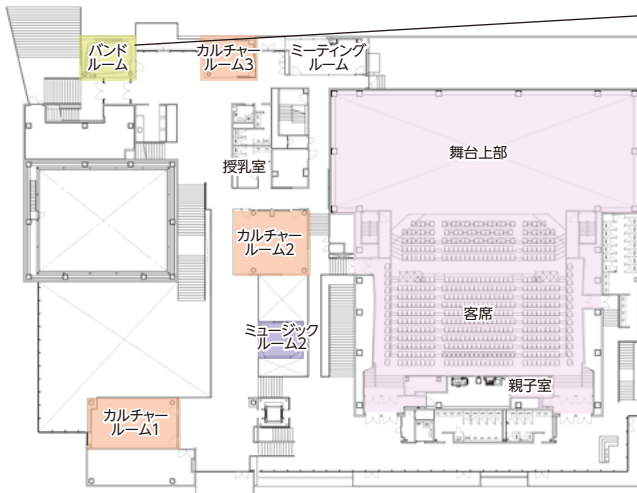 バンド
ルーム
カルチャー
ルーム3
ミーティング
ルーム
舞台上部
授乳室
カルチャー
ルーム2
客席
ミュージック
ルーム2
親子室
カルチャー
ルーム1